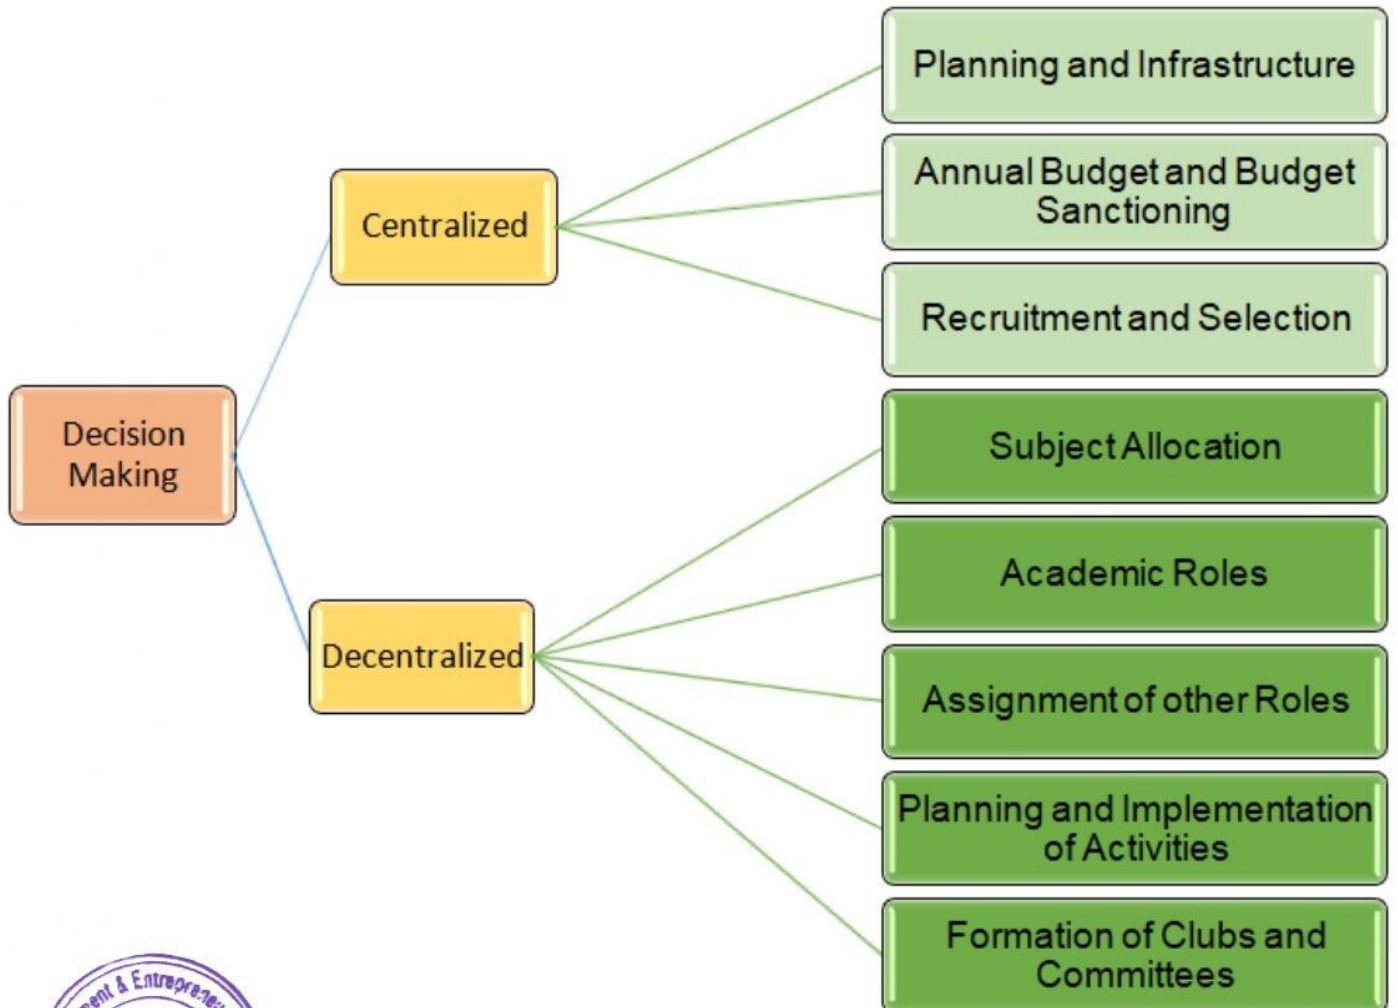 Planning and Infrastructure
Annual Budget and Budget
Sanctioning
Centralized
Recruitment and Selection
Decision
Making
Subject Allocation
Academic Roles
Decentralized
Assignment of other Roles
Planning and Implementation
of Activities
Formation of Clubs and
Committees
&